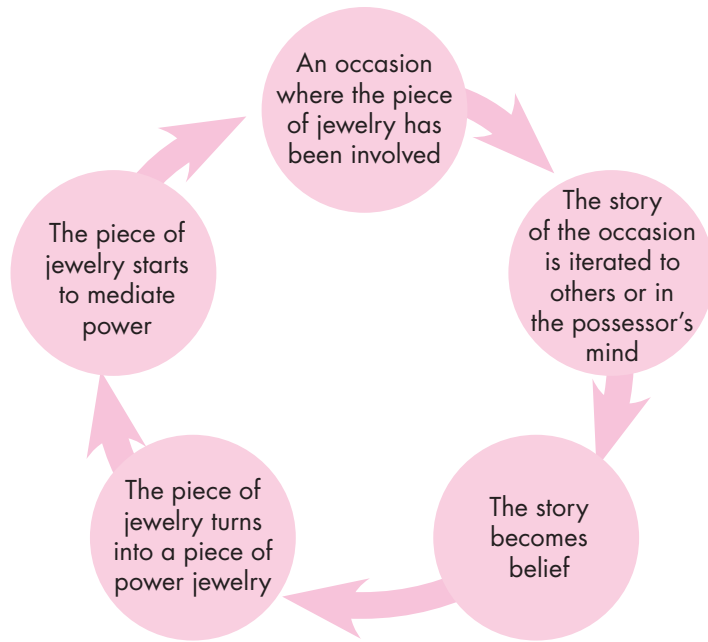 An occasion
where the piece
of jewelry has
been involved
The story
of the occasion
is iterated to
others or in
the possessor’s
mind
The story
becomes
belief
The piece of
jewelry turns
into a piece of
power jewelry
The piece of
jewelry starts
to mediate
power